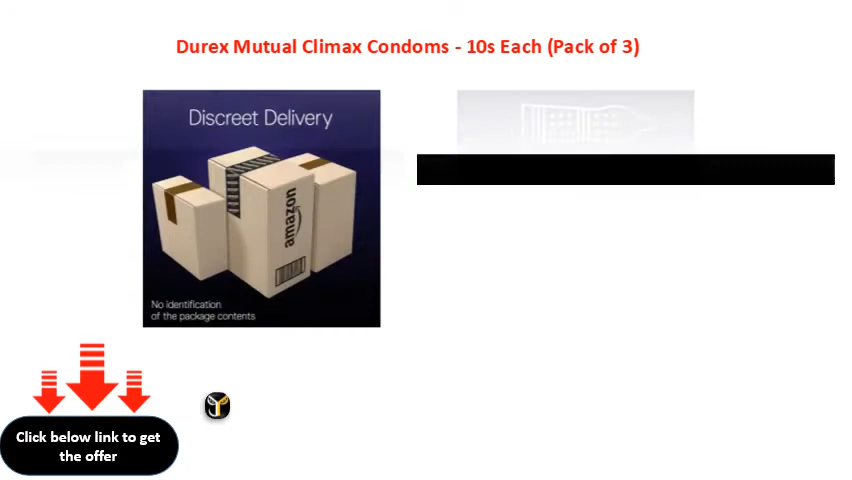 Durex Mutual Climax Condoms - 10s Each (Pack of 3)
Discreet Delivery
amazon
No identification
of the package contents
Click below link to get
the offer